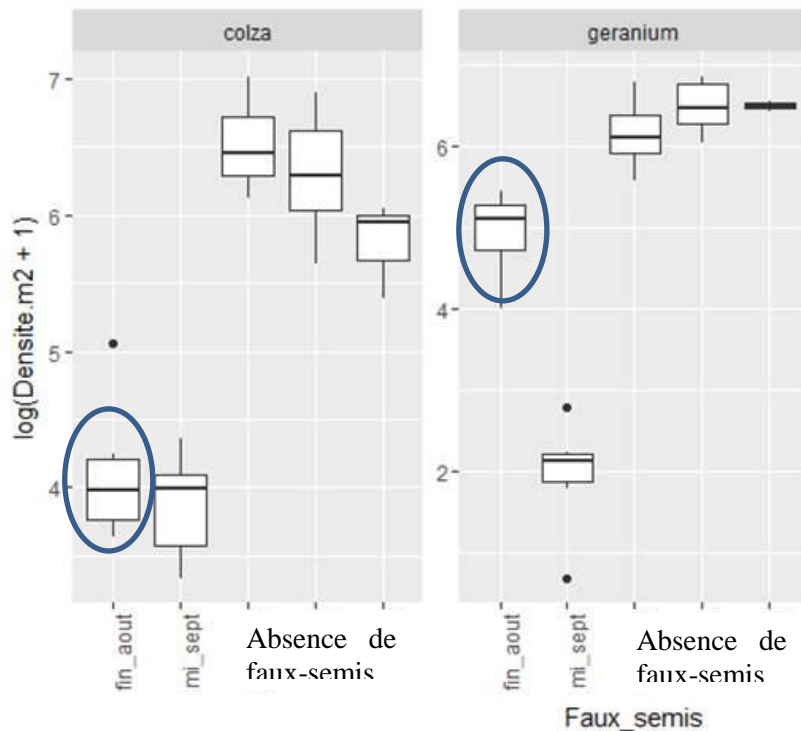 colza
geranium
log(Densite.m2 + 1)
7
6
5
4
6
4
2
fin_aout
mi_sept
Absence de
faux-semis
fin_aout
mi_sept
Absence de
faux-semis
Faux_semis